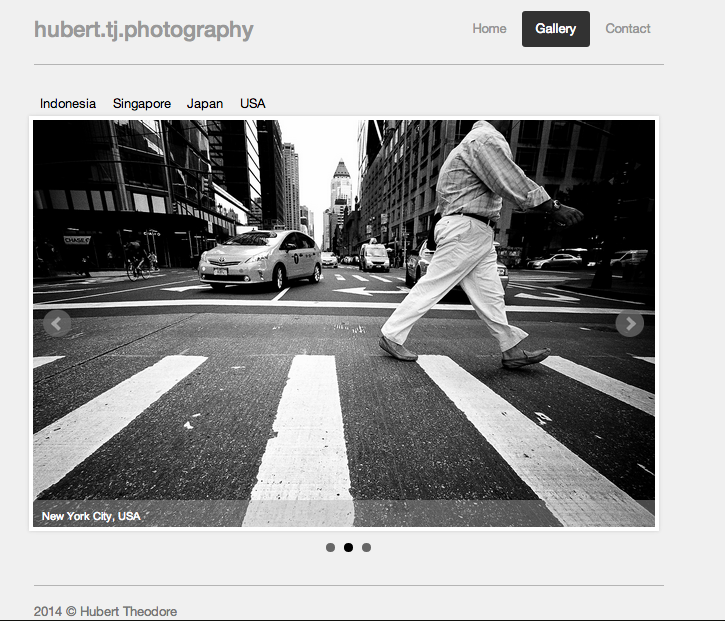 hubert.tj.photography
Home Gallery Contact
Indonesia Singapore Japan USA
CHASE
New York City, USA
2014 © Hubert Theodore